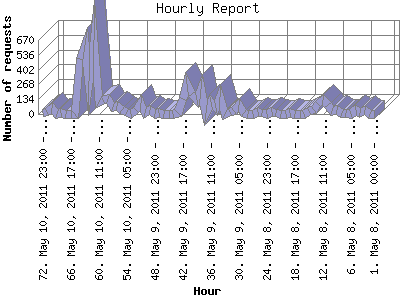 Hourly Report
Number of requests
670
536
402
268
134
0
72. May 10, 2011 23:00 - ...
66. May 10, 2011 17:00 - ...
60. May 10, 2011 11:00 - ...
54. May 10, 2011 05:00 - ...
48. May 9, 2011 23:00 - ...
42. May 9, 2011 17:00 - ...
36. May 9, 2011 11:00 - ...
30. May 9, 2011 05:00 - ...
24. May 8, 2011 23:00 - ...
18. May 8, 2011 17:00 - ...
12. May 8, 2011 11:00 - ...
6. May 8, 2011 05:00 - ...
1. May 8, 2011 00:00 - ...
Hour